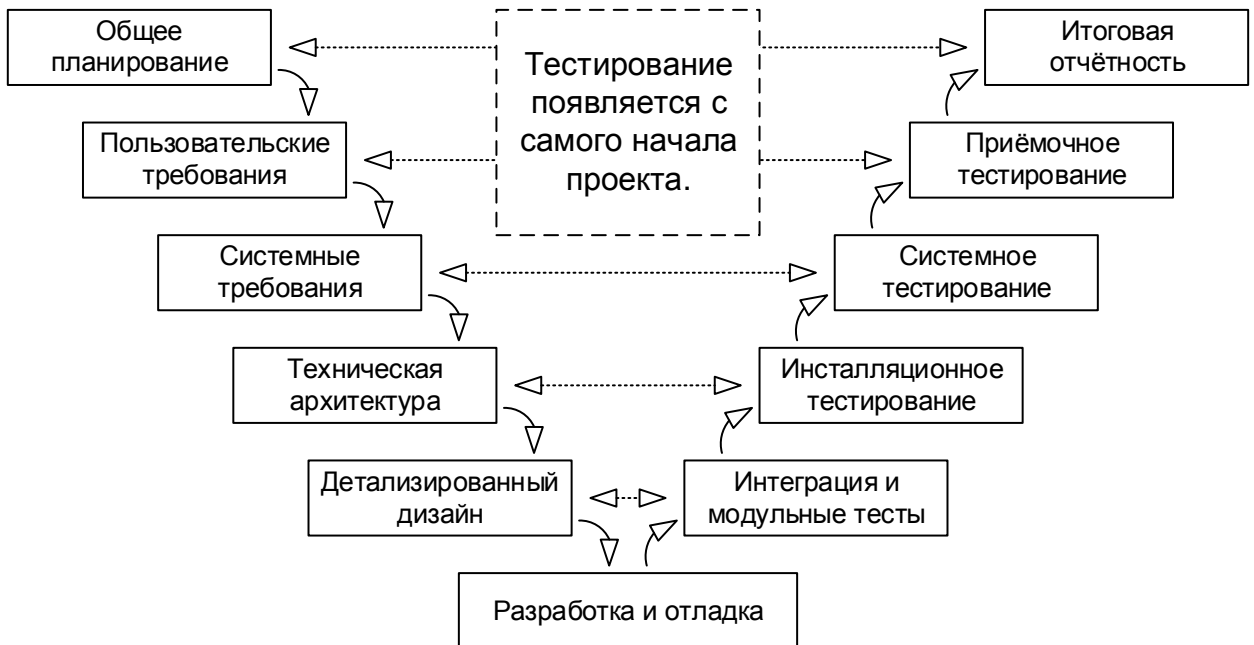 Общее
планирование
Тестирование
появляется с
самого начала
проекта.
Итоговая
отчётность
Пользовательские
требования
Приёмочное
тестирование
Системные
требования
Системное
тестирование
Техническая
архитектура
Инсталляционное
тестирование
Детализированный
дизайн
Интеграция и
модульные тесты
Разработка и отладка